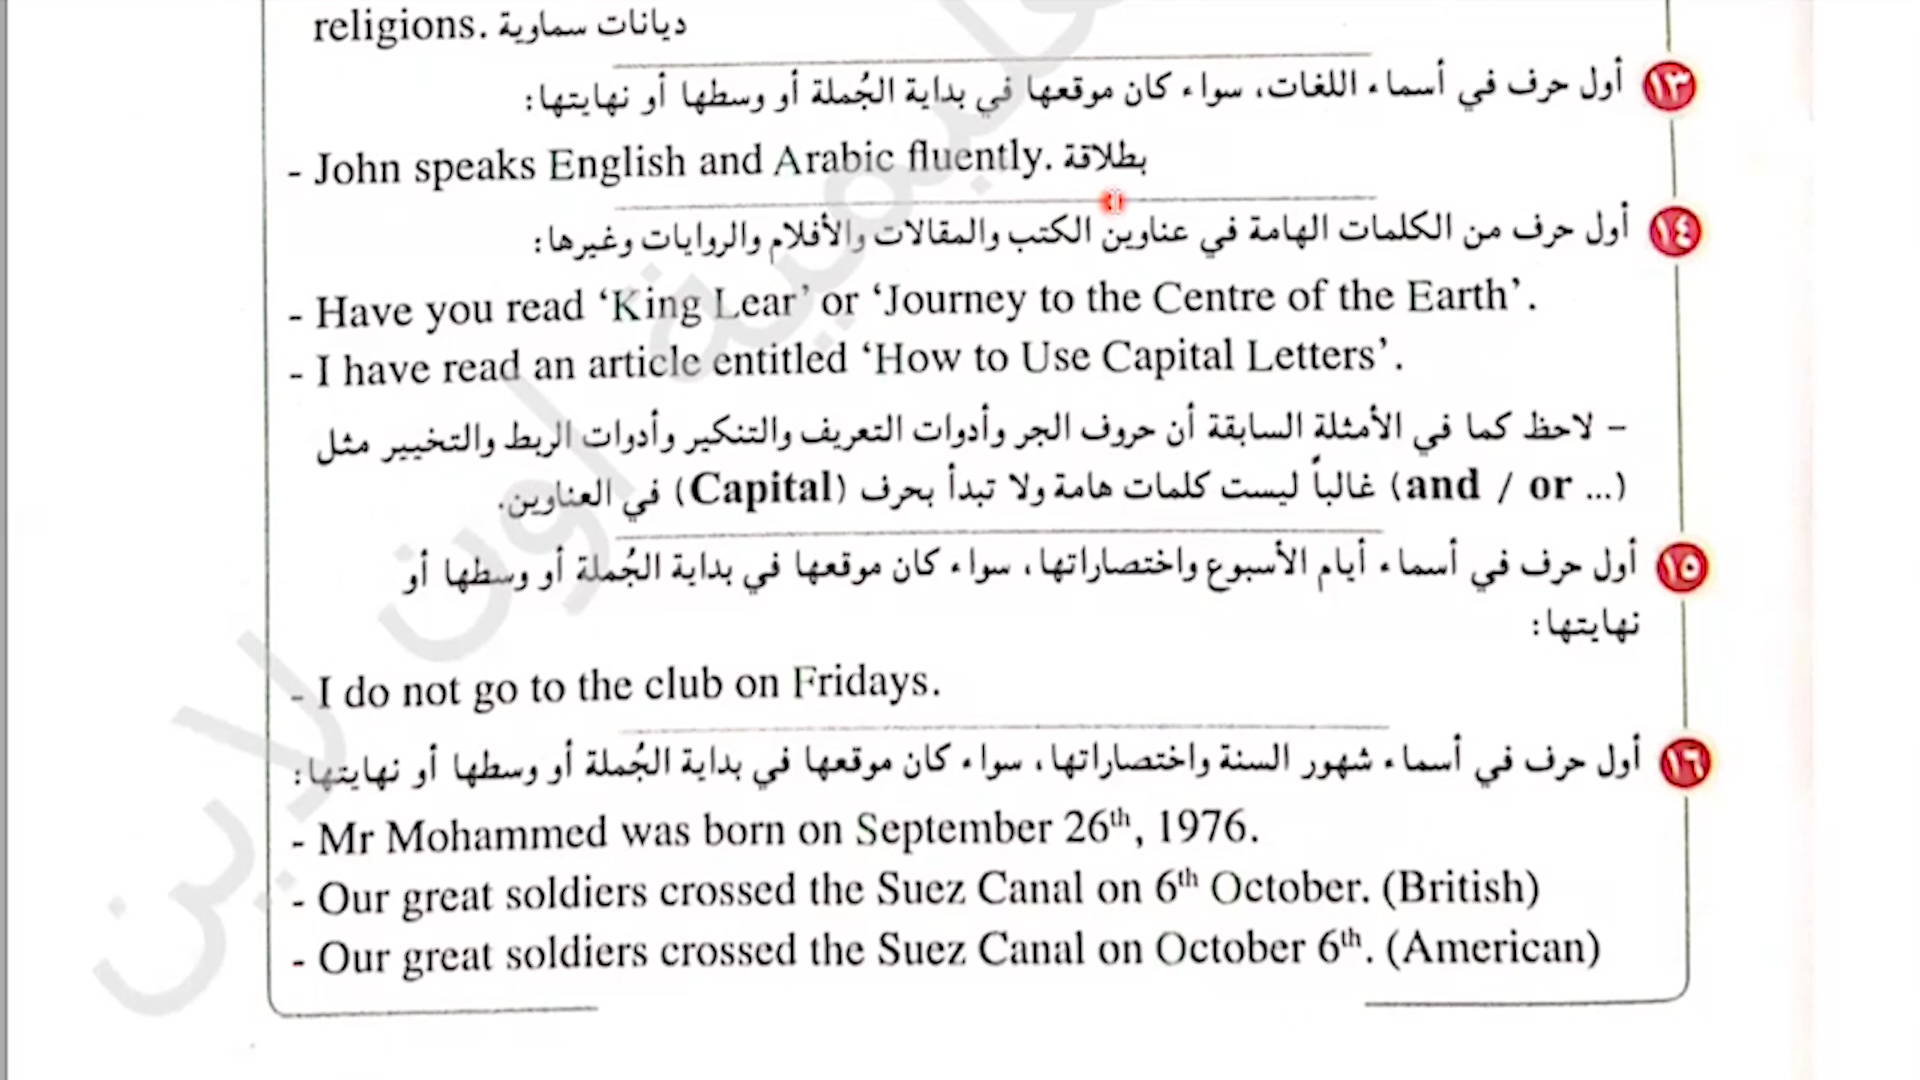 religions. ديانات سماوية
١٣ أول حرف في أسماء اللغات، سواء كان موقعها في بداية الجُملة أو وسطها أو نهايتها:
- John speaks English and Arabic fluently. بطلاقة
١٤ أول حرف من الكلمات الهامة في عناوين الكتب والمقالات والأفلام والروايات وغيرها:
- Have you read ‘King Lear’ or ‘Journey to the Centre of the Earth’.
- I have read an article entitled ‘How to Use Capital Letters’.
– لاحظ كما في الأمثلة السابقة أن حروف الجر وأدوات التعريف والتنكير وأدوات الربط والتخيير مثل
(and / or ...) غالباً ليست كلمات هامة ولا تبدأ بحرف (Capital) في العناوين.
١٥ أول حرف في أسماء أيام الأسبوع واختصاراتها، سواء كان موقعها في بداية الجُملة أو وسطها أو
نهايتها:
- I do not go to the club on Fridays.
١٦ أول حرف في أسماء شهور السنة واختصاراتها، سواء كان موقعها في بداية الجُملة أو وسطها أو نهايتها:
- Mr Mohammed was born on September 26th, 1976.
- Our great soldiers crossed the Suez Canal on 6th October. (British)
- Our great soldiers crossed the Suez Canal on October 6th. (American)
اون لاين